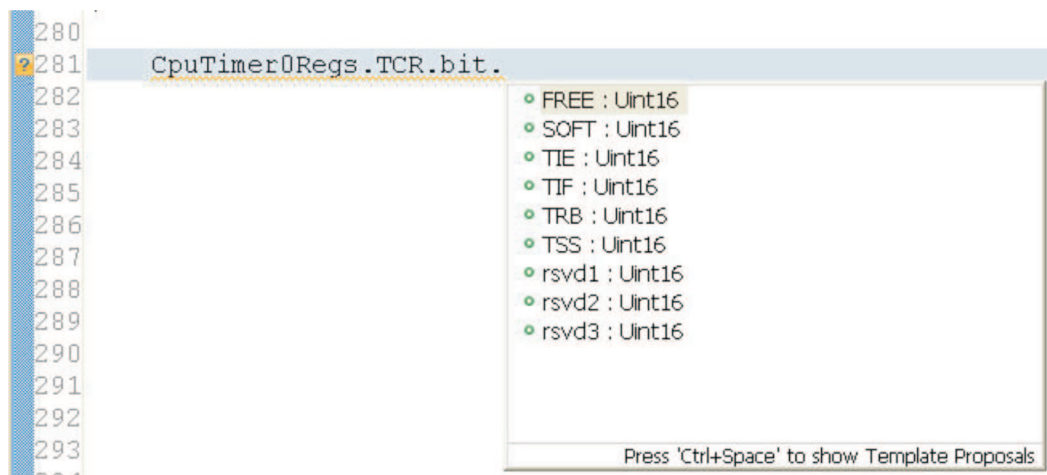 280
281 CpuTimer0Regs.TCR.bit.
282
FREE : Uint16
283
SOFT : Uint16
284
TIE : Uint16
285
TIF : Uint16
286
TRB : Uint16
287
TSS : Uint16
288
rsvd1 : Uint16
289
rsvd2 : Uint16
290
rsvd3 : Uint16
291
292
293
Press 'Ctrl+Space' to show Template Proposals